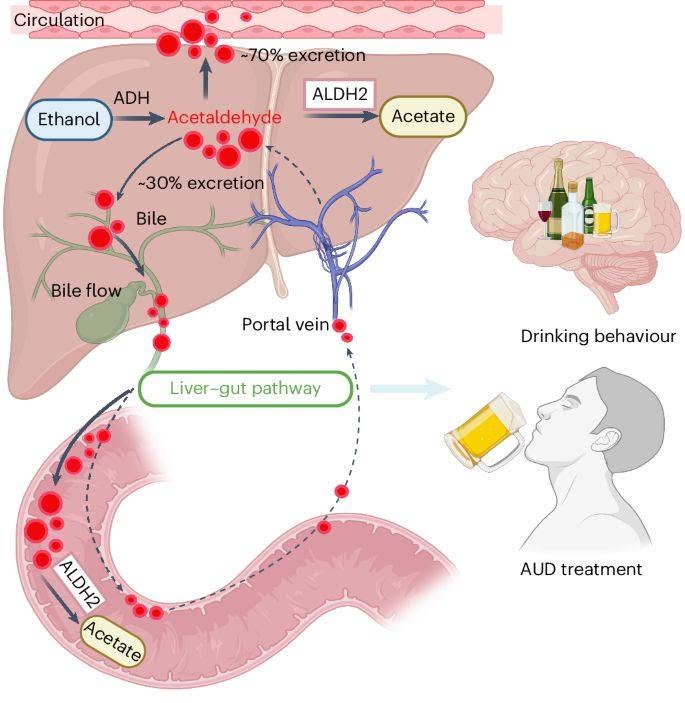 Circulation
~70% excretion
ADH
ALDH2
Ethanol
Acetaldehyde
Acetate
~30% excretion
Bile
Bile flow
Portal vein
Drinking behaviour
Liver–gut pathway
ALDH2
Acetate
AUD treatment